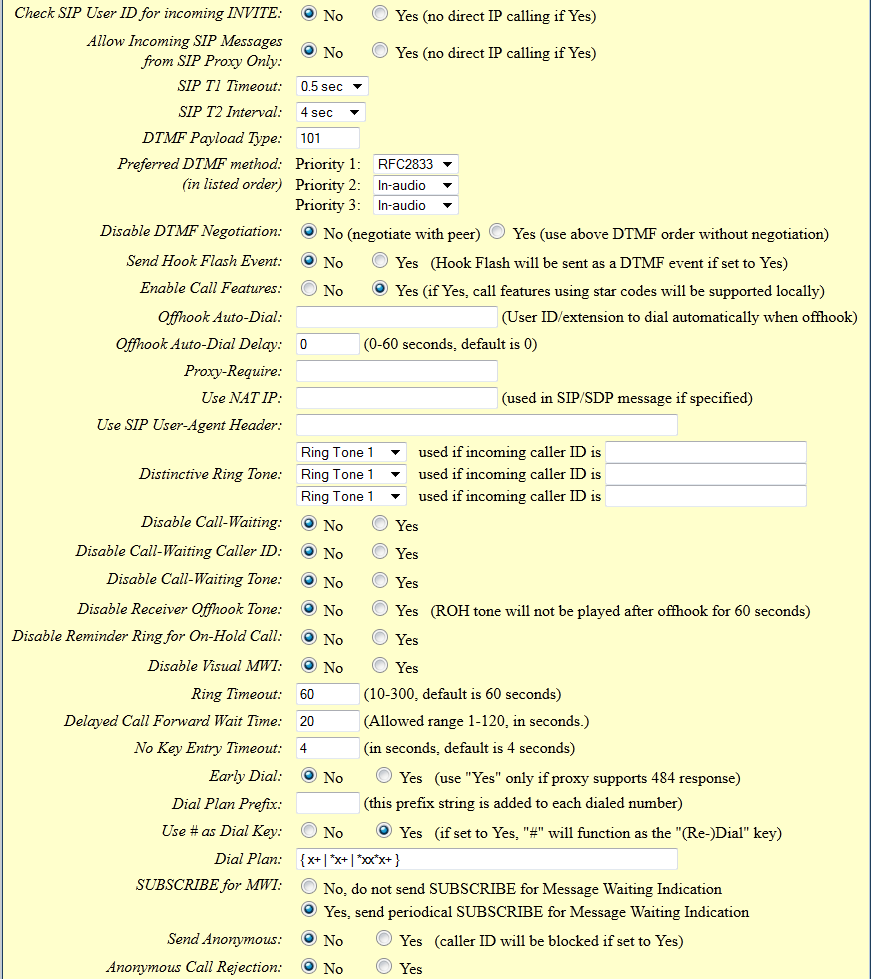 Check SIP User ID for incoming INVITE: No Yes (no direct IP calling if Yes)
Allow Incoming SIP Messages
from SIP Proxy Only: No Yes (no direct IP calling if Yes)
SIP T1 Timeout: 0.5 sec
SIP T2 Interval: 4 sec
DTMF Payload Type: 101
Preferred DTMF method: Priority 1: RFC2833
(in listed order) Priority 2: In-audio
Priority 3: In-audio
Disable DTMF Negotiation: No (negotiate with peer) Yes (use above DTMF order without negotiation)
Send Hook Flash Event: No Yes (Hook Flash will be sent as a DTMF event if set to Yes)
Enable Call Features: No Yes (if Yes, call features using star codes will be supported locally)
Offhook Auto-Dial: (User ID/extension to dial automatically when offhook)
Offhook Auto-Dial Delay: 0 (0-60 seconds, default is 0)
Proxy-Require:
Use NAT IP: (used in SIP/SDP message if specified)
Use SIP User-Agent Header:
Ring Tone 1 used if incoming caller ID is
Distinctive Ring Tone: Ring Tone 1 used if incoming caller ID is
Ring Tone 1 used if incoming caller ID is
Disable Call-Waiting: No Yes
Disable Call-Waiting Caller ID: No Yes
Disable Call-Waiting Tone: No Yes
Disable Receiver Offhook Tone: No Yes (ROH tone will not be played after offhook for 60 seconds)
Disable Reminder Ring for On-Hold Call: No Yes
Disable Visual MWI: No Yes
Ring Timeout: 60 (10-300, default is 60 seconds)
Delayed Call Forward Wait Time: 20 (Allowed range 1-120, in seconds.)
No Key Entry Timeout: 4 (in seconds, default is 4 seconds)
Early Dial: No Yes (use "Yes" only if proxy supports 484 response)
Dial Plan Prefix: (this prefix string is added to each dialed number)
Use # as Dial Key: No Yes (if set to Yes, "#" will function as the "(Re-)Dial" key)
Dial Plan: { x+ | *x+ | *xx*x+ }
SUBSCRIBE for MWI: No, do not send SUBSCRIBE for Message Waiting Indication
Yes, send periodical SUBSCRIBE for Message Waiting Indication
Send Anonymous: No Yes (caller ID will be blocked if set to Yes)
Anonymous Call Rejection: No Yes